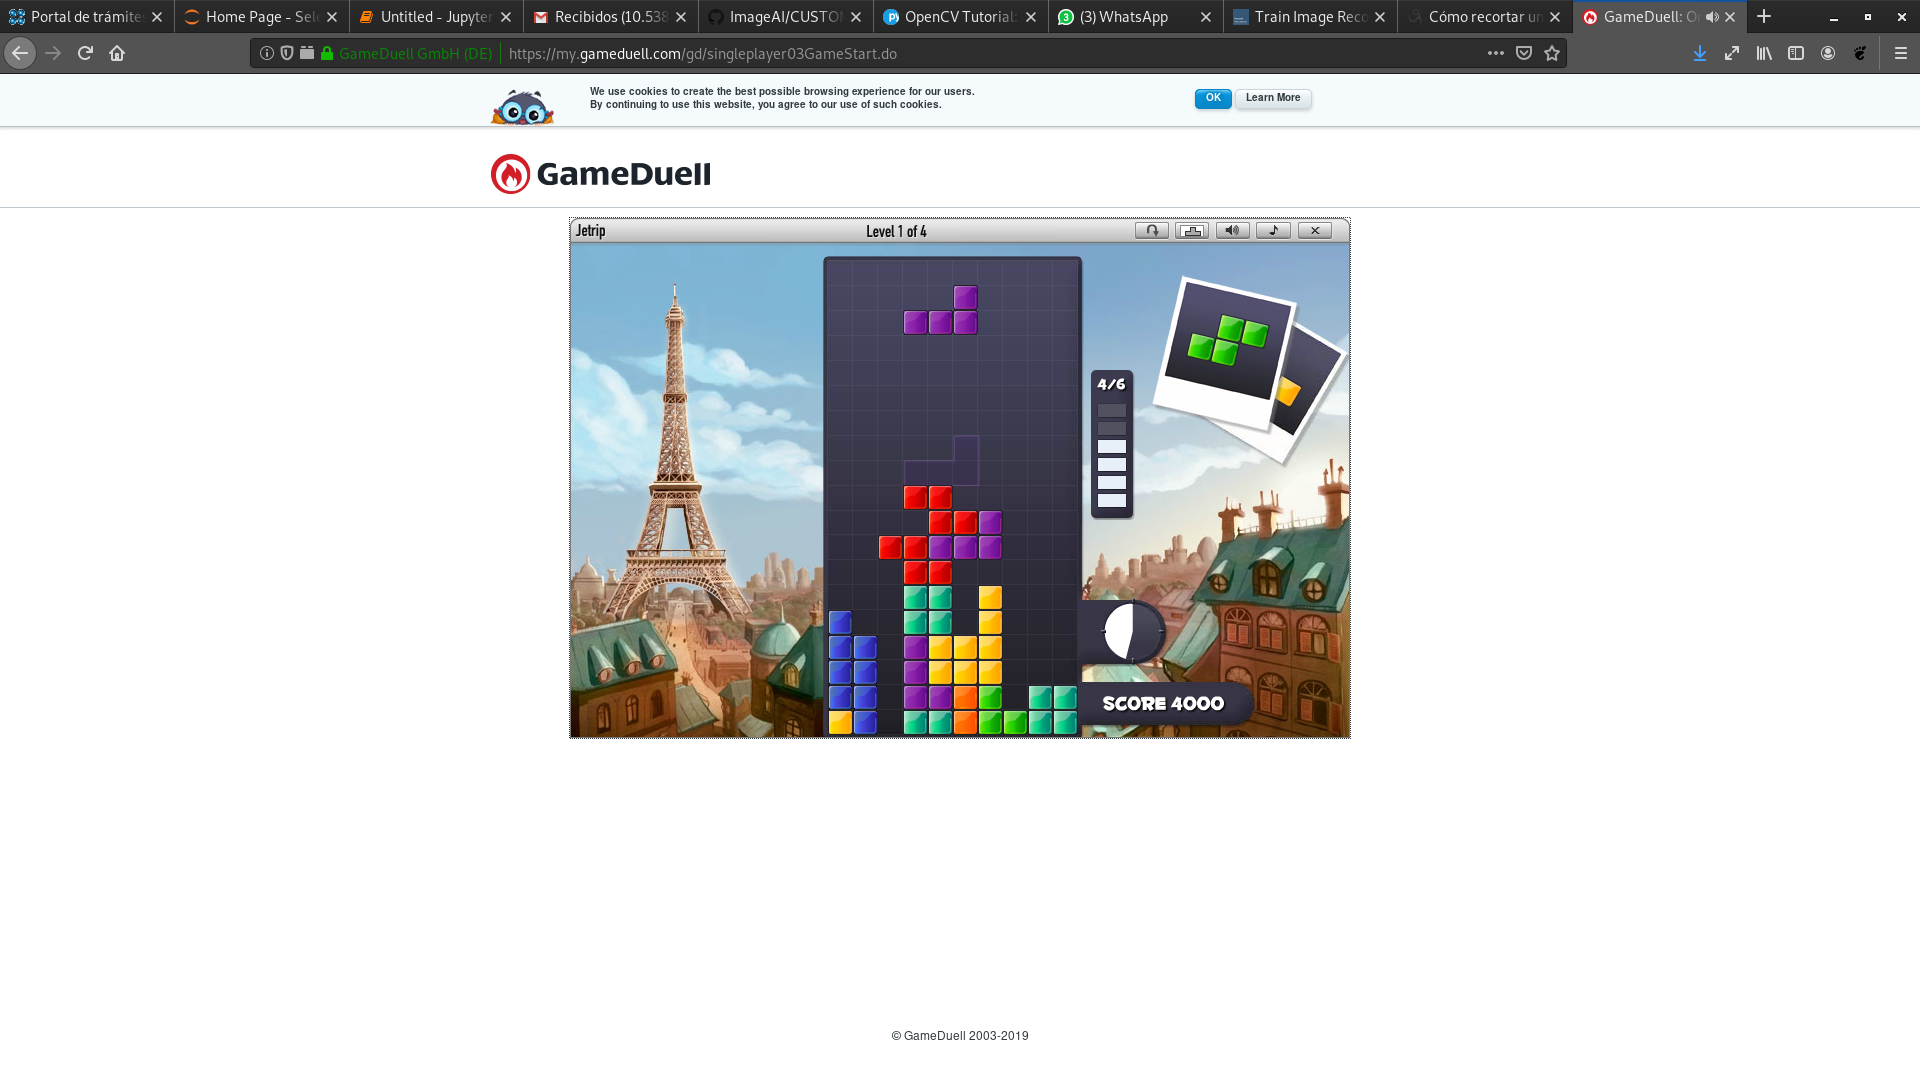 Portal de trámite
Home Page - Sele
Untitled - Jupyter
Recibidos (10.538
ImageAI/CUSTOM
OpenCV Tutorial:
(3) WhatsApp
Train Image Reco
Cómo recortar un
GameDuell: O
GameDuell GmbH (DE)
https://my.gameduell.com/gd/singleplayer03GameStart.do
We use cookies to create the best possible browsing experience for our users.
By continuing to use this website, you agree to our use of such cookies.
OK
Learn More
GameDuell
Jetrip
Level 1 of 4
4/6
SCORE 4000
© GameDuell 2003-2019